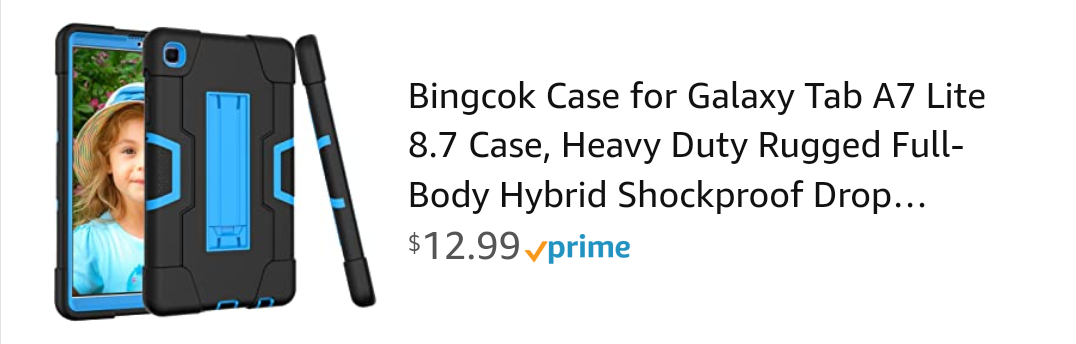 Bingcok Case for Galaxy Tab A7 Lite
8.7 Case, Heavy Duty Rugged Full-
Body Hybrid Shockproof Drop...
$12.99 prime